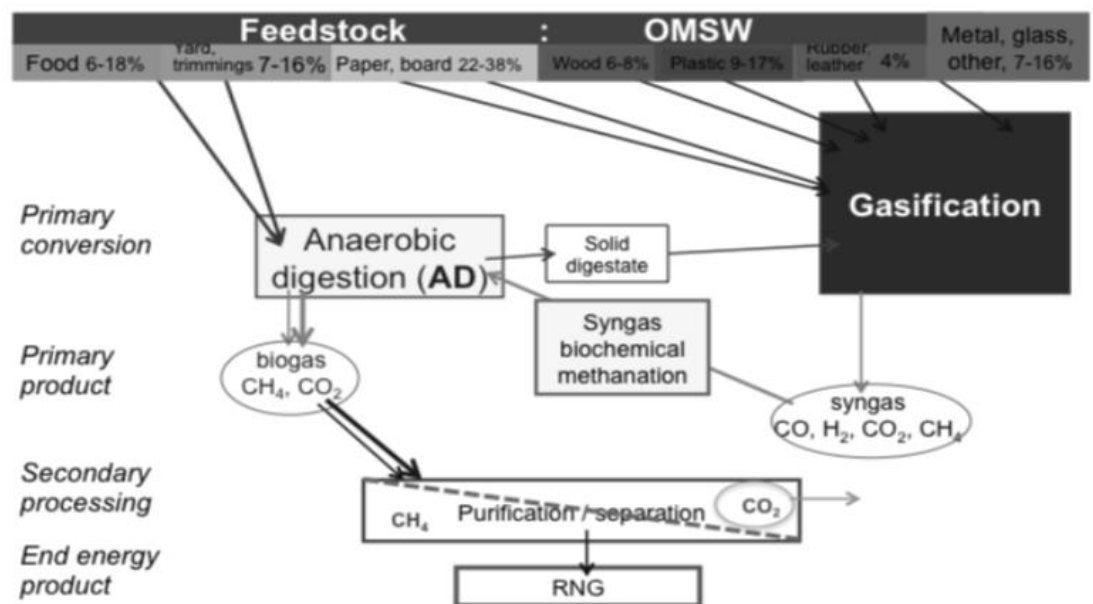 Feedstock : OMSW
Food 6-18%
Yard,
trimmings 7-16%
Paper, board 22-38%
Wood 6-8%
Plastic 9-17%
Rubber,
leather 4%
Metal, glass,
other, 7-16%
Gasification
Primary
conversion
Anaerobic
digestion (AD)
Solid
digestate
Syngas
biochemical
methanation
Primary
product
biogas
CH₄, CO₂
syngas
CO, H₂, CO₂, CH₄
Secondary
processing
CH₄ Purification / separation CO₂
End energy
product
RNG